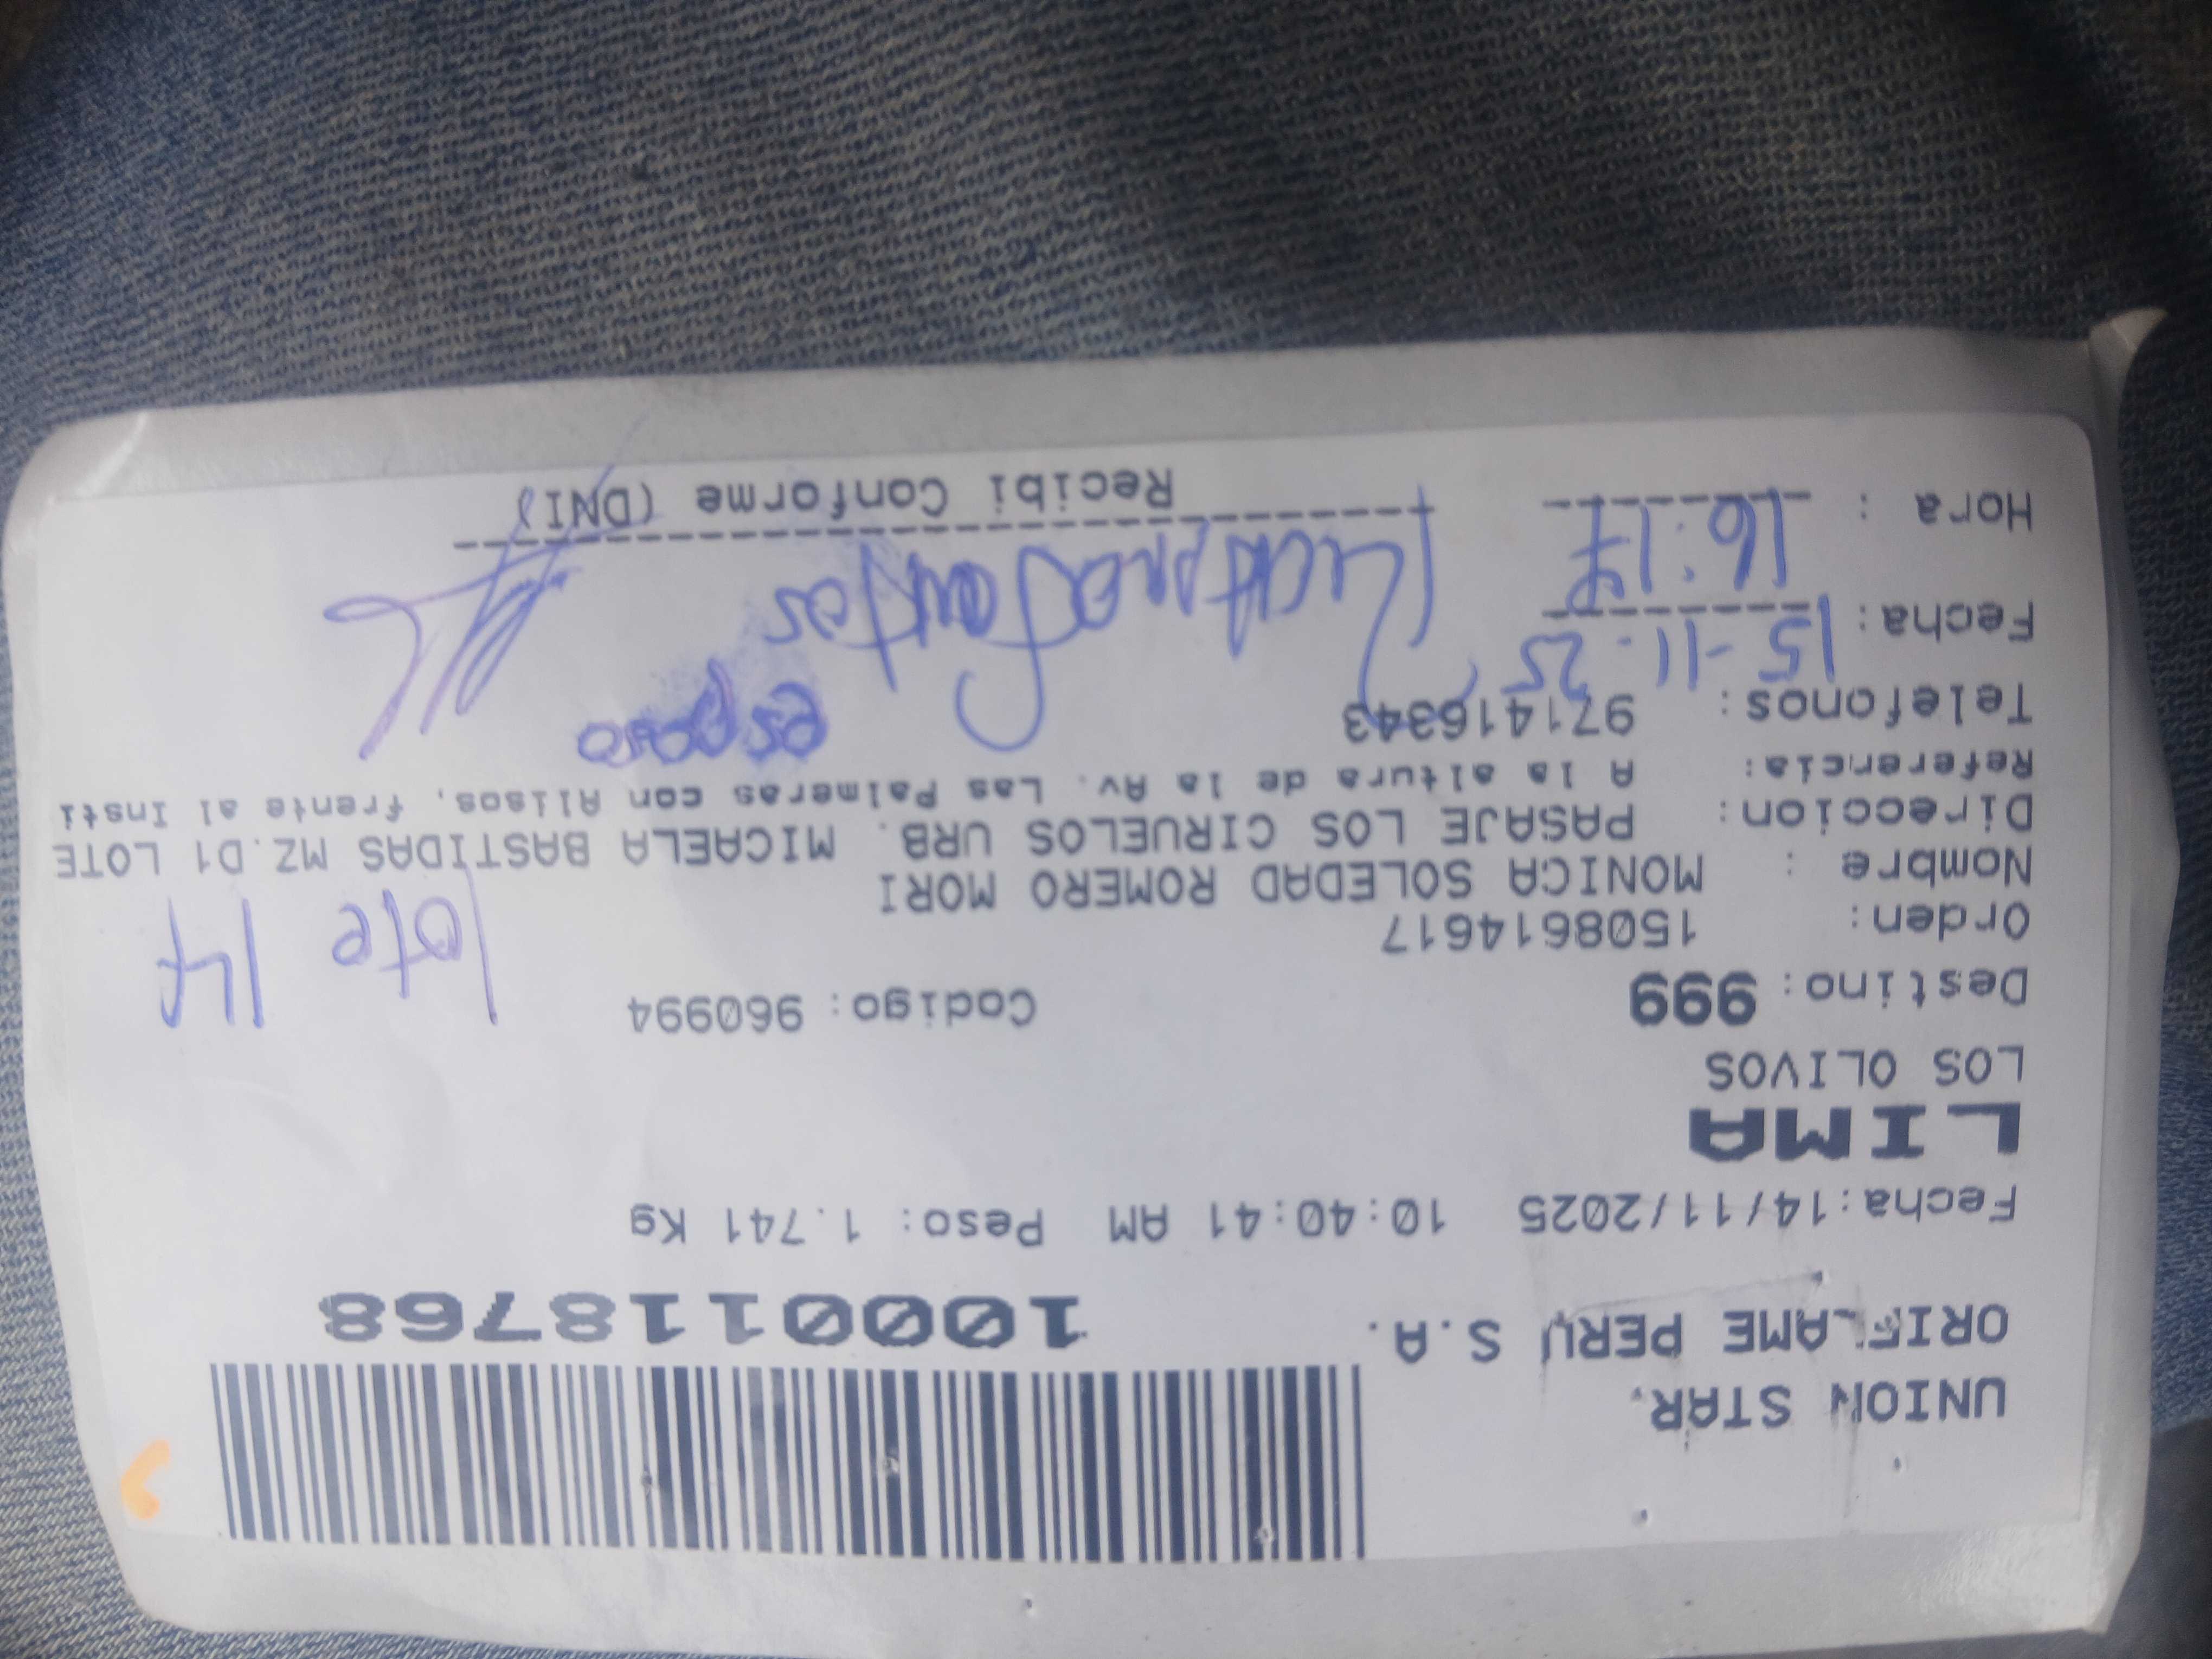 UNION STAR.
ORIFLAME PERU S.A.
1000118768
Fecha:14/11/2025 10:40:41 AM Peso: 1.741 Kg
LIMA
LOS OLIVOS
Destino: 999 Codigo: 960994
lote 14
Orden: 1508614617
Nombre : MONICA SOLEDAD ROMERO MORI
Direccion: PASAJE LOS CIRUELOS URB. MICAELA BASTIDAS MZ.D1 LOTE
Referencia: A la altura de la Av. Las Palmeras con Alisos, frente al Insti
Telefonos: 971416343
esposo
Fecha: 15-11-25
Santos
Hora : 16:17
Recibi Conforme (DNI)